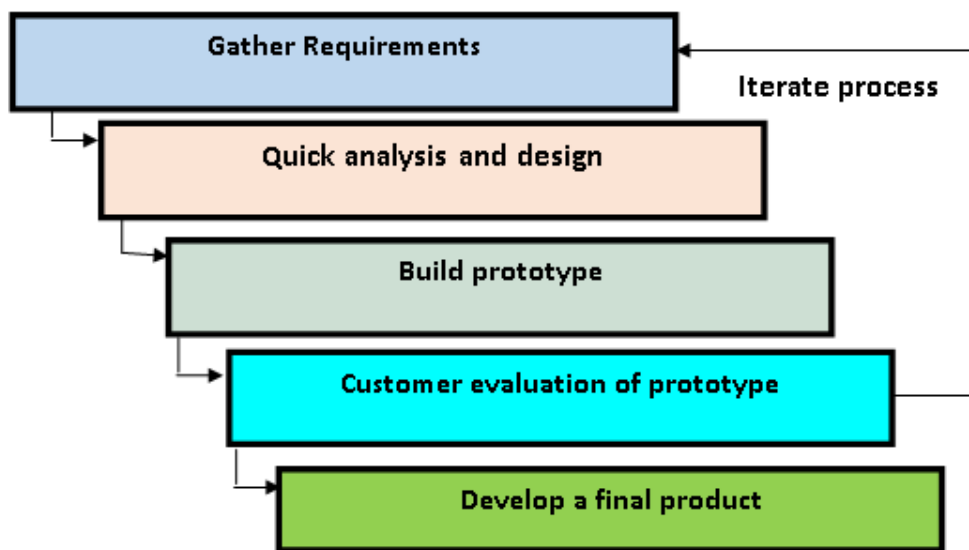 Gather Requirements
Iterate process
Quick analysis and design
Build prototype
Customer evaluation of prototype
Develop a final product